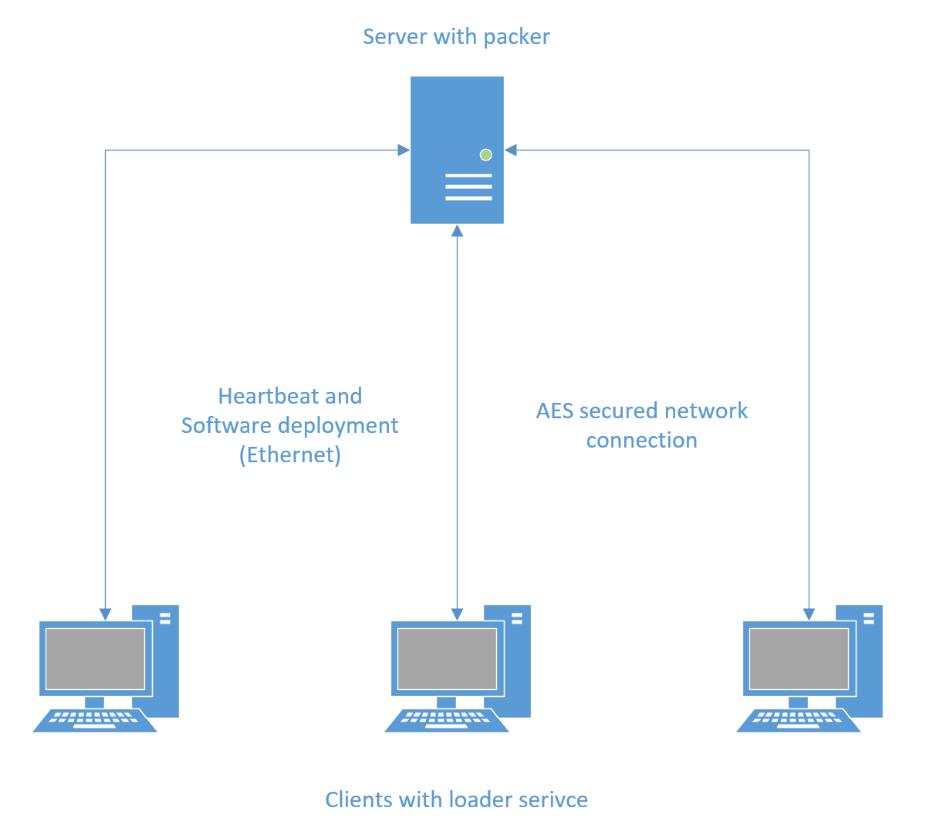 Server with packer
Heartbeat and
Software deployment
(Ethernet)
AES secured network
connection
Clients with loader serivce